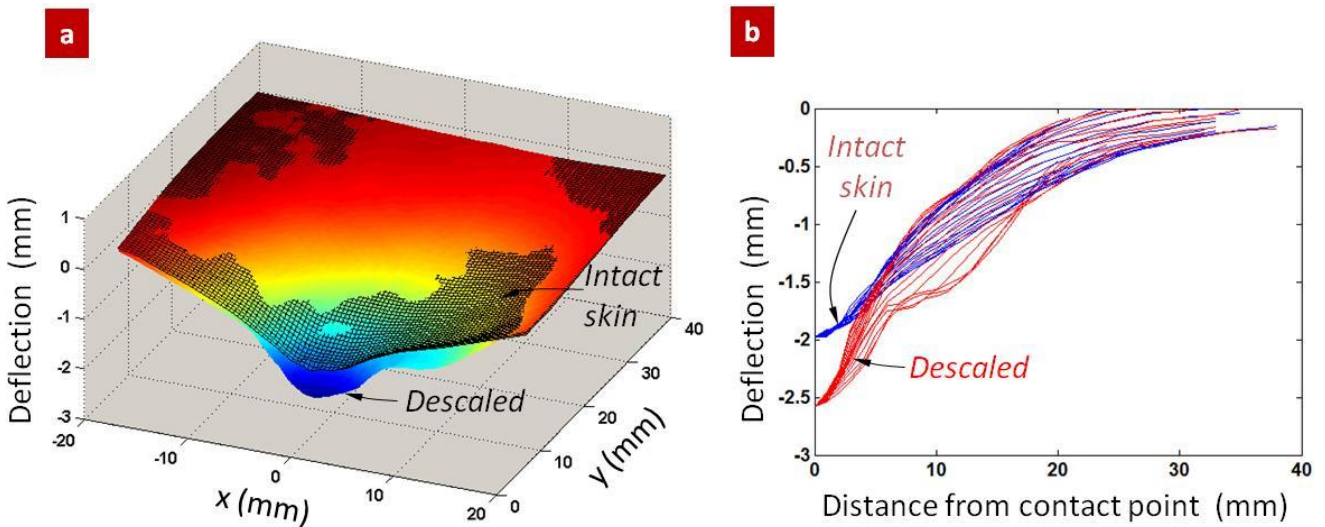 a
Deflection (mm)
1
0
-1
-2
-3
-20
-10
0
10
20
x (mm)
0
10
20
30
40
y (mm)
Intact
skin
Descaled
b
Deflection (mm)
0
-0.5
-1
-1.5
-2
-2.5
-3
0
10
20
30
40
Distance from contact point (mm)
Intact
skin
Descaled